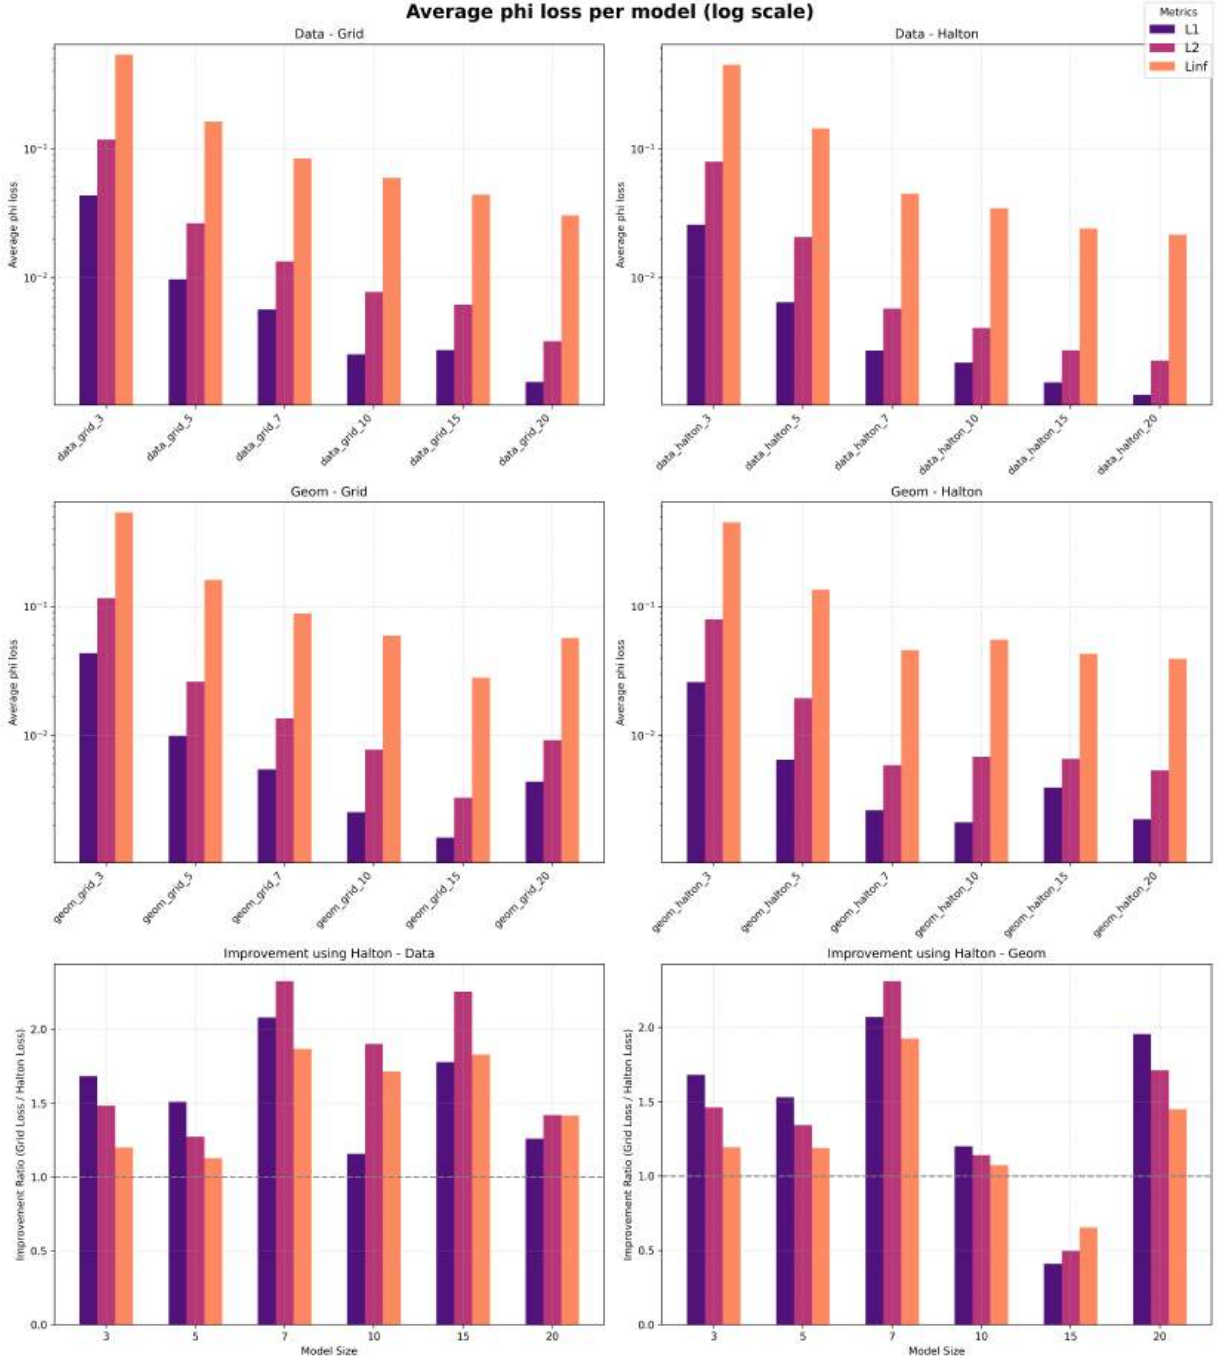 Average phi loss per model (log scale)
Metrics
L1
L2
Linf
Data - Grid
Average phi loss
10⁻¹
10⁻²
data_grid_3
data_grid_5
data_grid_7
data_grid_10
data_grid_15
data_grid_20
Data - Halton
Average phi loss
10⁻¹
10⁻²
data_halton_3
data_halton_5
data_halton_7
data_halton_10
data_halton_15
data_halton_20
Geom - Grid
Average phi loss
10⁻¹
10⁻²
geom_grid_3
geom_grid_5
geom_grid_7
geom_grid_10
geom_grid_15
geom_grid_20
Geom - Halton
Average phi loss
10⁻¹
10⁻²
geom_halton_3
geom_halton_5
geom_halton_7
geom_halton_10
geom_halton_15
geom_halton_20
Improvement using Halton - Data
Improvement Ratio (Grid Loss / Halton Loss)
2.0
1.5
1.0
0.5
0.0
3
5
7
10
15
20
Model Size
Improvement using Halton - Geom
Improvement Ratio (Grid Loss / Halton Loss)
2.0
1.5
1.0
0.5
0.0
3
5
7
10
15
20
Model Size